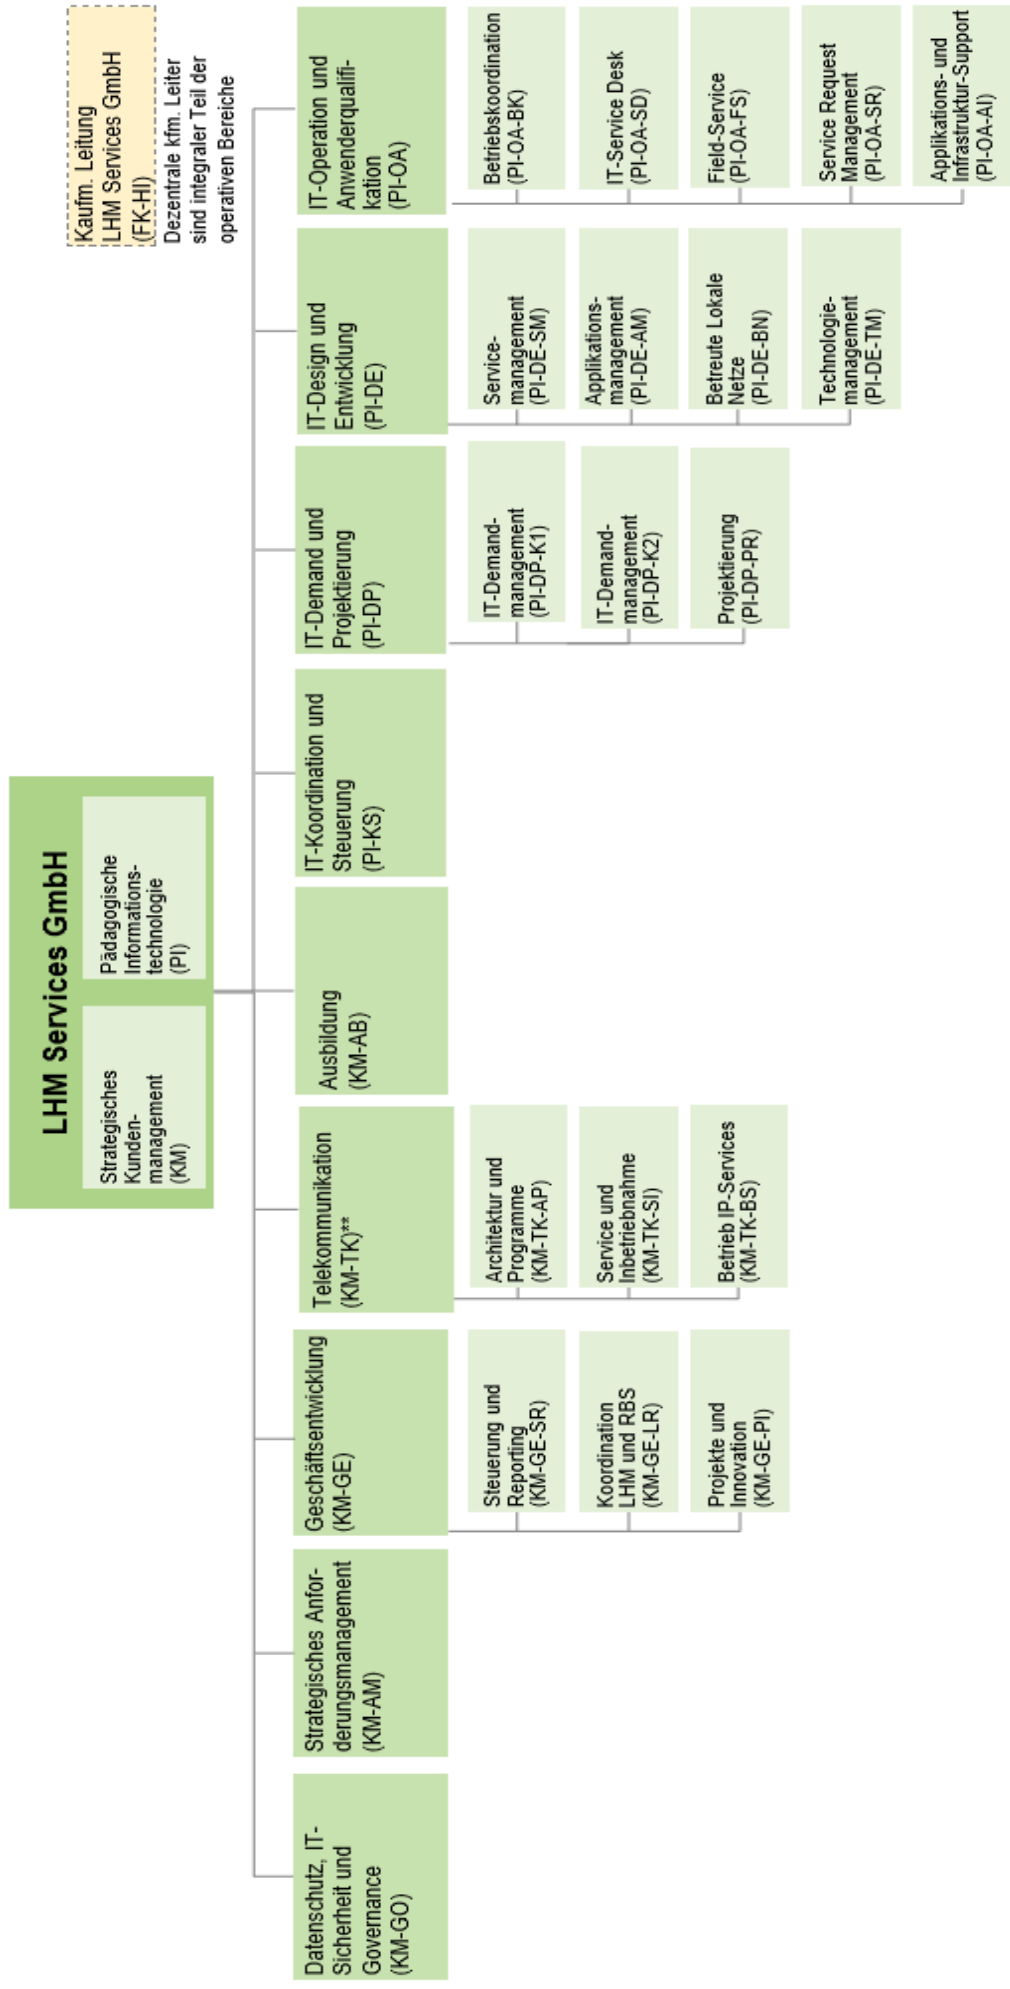 LHM Services GmbH
Strategisches
Kunden-
management
(KM)
Pädagogische
Informations-
technologie
(PI)
Kaufm. Leitung
LHM Services GmbH
(FK-HI)
Dezentrale kfm. Leiter
sind integraler Teil der
operativen Bereiche
Datenschutz, IT-
Sicherheit und
Governance
(KM-GO)
Strategisches Anfor-
derungsmanagement
(KM-AM)
Geschäftsentwicklung
(KM-GE)
Steuerung und
Reporting
(KM-GE-SR)
Koordination
LHM und RBS
(KM-GE-LR)
Projekte und
Innovation
(KM-GE-PI)
Telekommunikation
(KM-TK)**
Architektur und
Programme
(KM-TK-AP)
Service und
Inbetriebnahme
(KM-TK-SI)
Betrieb IP-Services
(KM-TK-BS)
Ausbildung
(KM-AB)
IT-Koordination und
Steuerung
(PI-KS)
IT-Demand und
Projektierung
(PI-DP)
IT-Demand-
management
(PI-DP-K1)
IT-Demand-
management
(PI-DP-K2)
Projektierung
(PI-DP-PR)
IT-Design und
Entwicklung
(PI-DE)
Service-
management
(PI-DE-SM)
Applikations-
management
(PI-DE-AM)
Betreute Lokale
Netze
(PI-DE-BN)
Technologie-
management
(PI-DE-TM)
IT-Operation und
Anwenderqualifi-
kation
(PI-OA)
Betriebskoordination
(PI-OA-BK)
IT-Service Desk
(PI-OA-SD)
Field-Service
(PI-OA-FS)
Service Request
Management
(PI-OA-SR)
Applikations- und
Infrastruktur-Support
(PI-OA-AI)